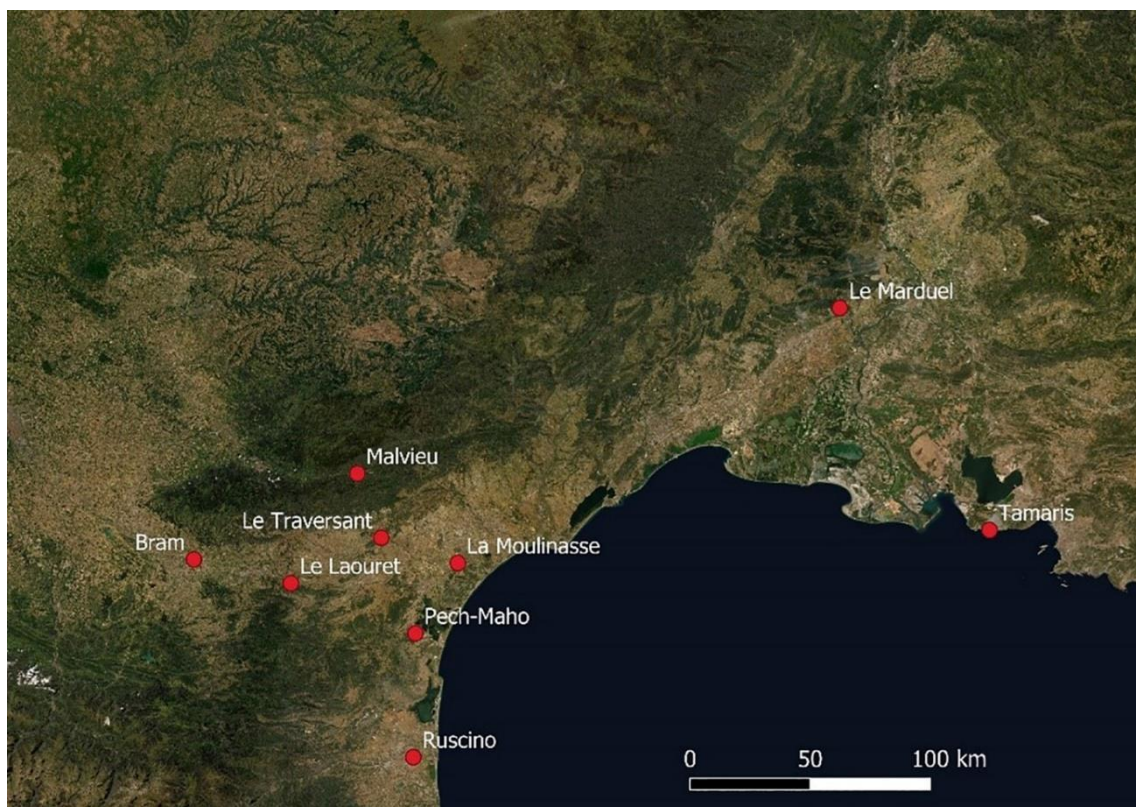 Le Marduel
Malvieu
Le Traversant
Tamaris
Bram
La Moulinasse
Le Laouret
Pech-Maho
Ruscino
0 50 100 km